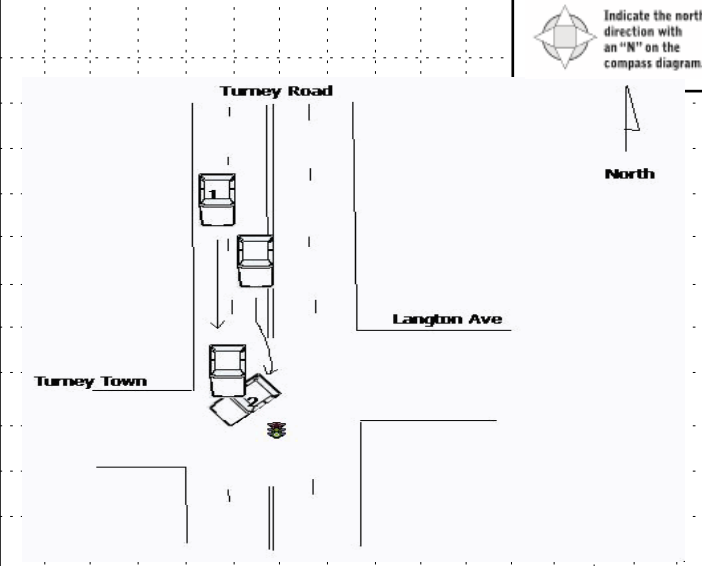 Indicate the north
direction with
an "N" on the
compass diagram.
Turney Road
1
North
Langton Ave
Turney Town
2